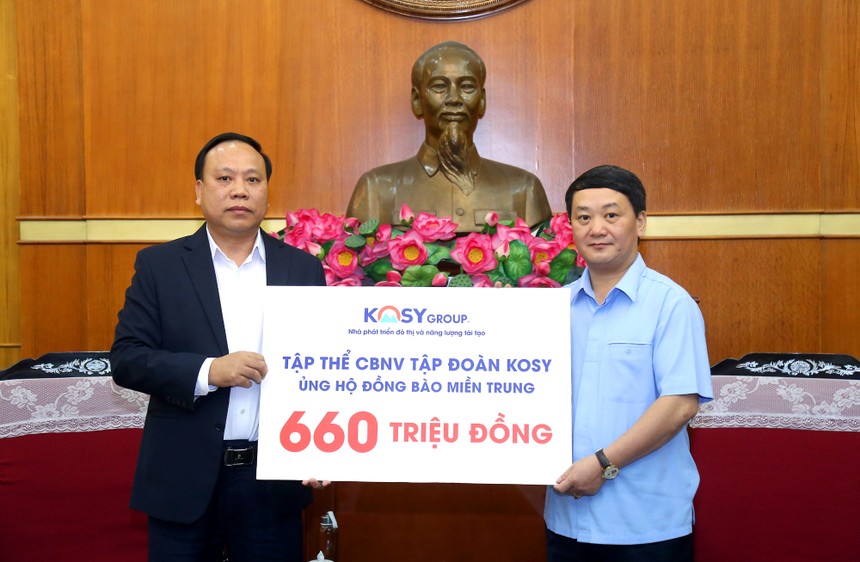 KOSY GROUP
Nhà phát triển đô thị và năng lượng tái tạo
TẬP THỂ CBNV TẬP ĐOÀN KOSY
ỦNG HỘ ĐỒNG BÀO MIỀN TRUNG
660 TRIỆU ĐỒNG